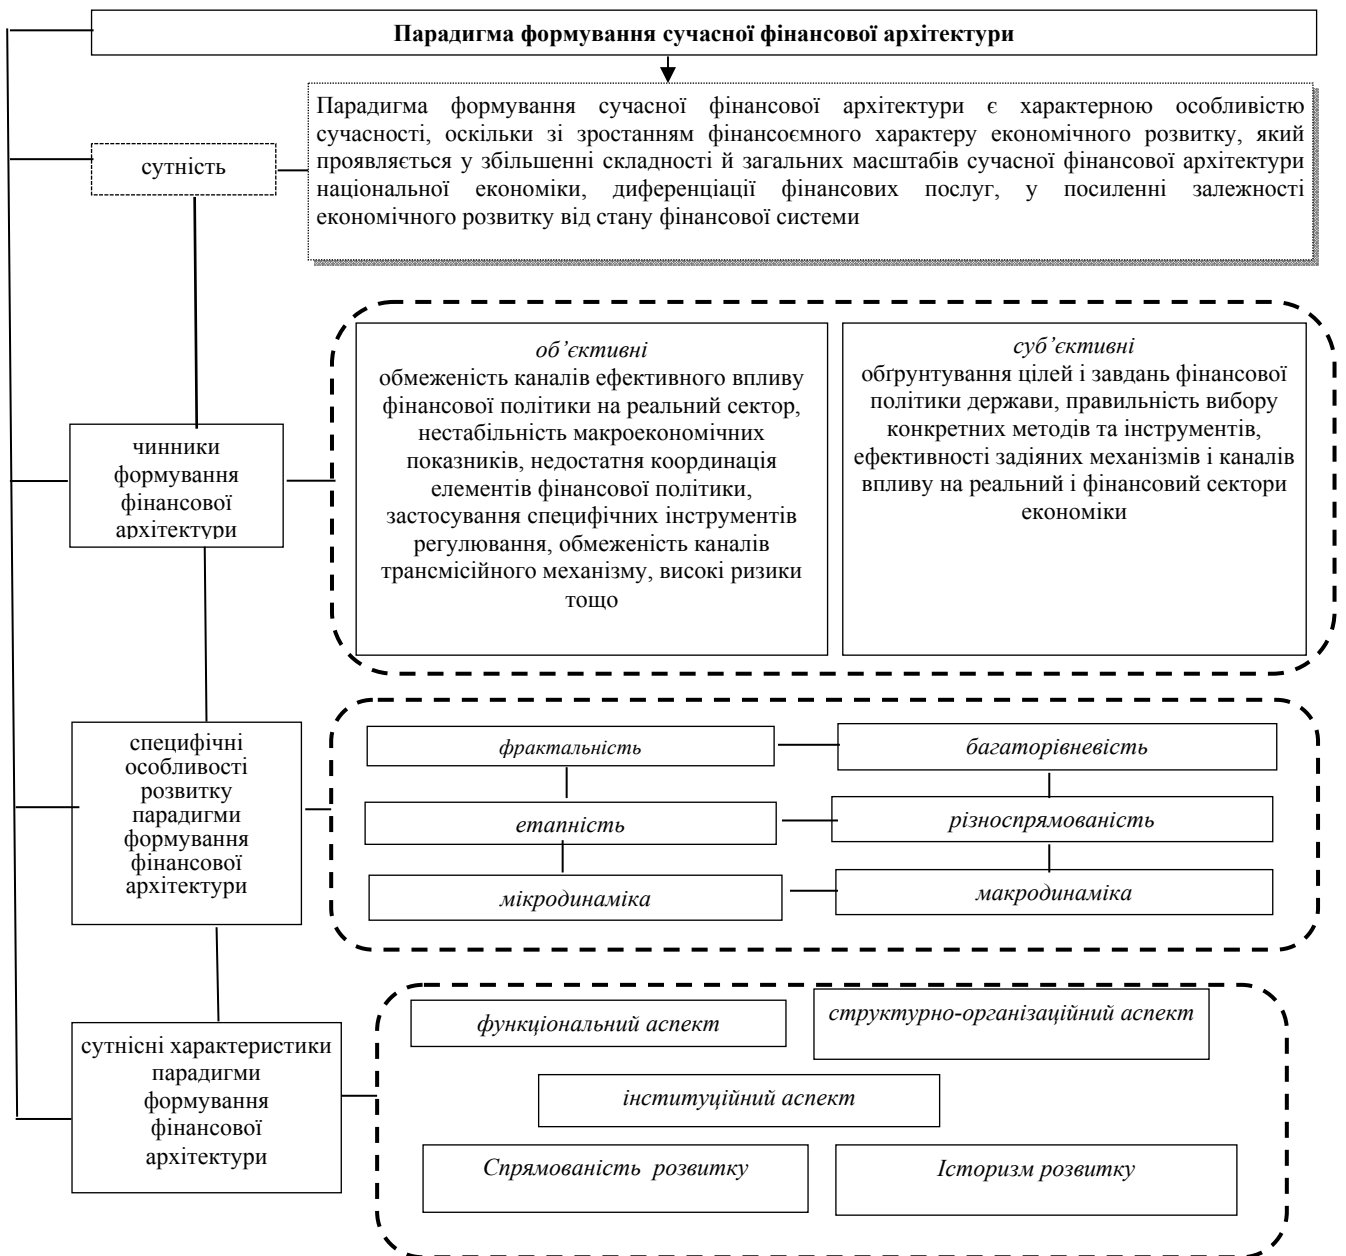 Парадигма формування сучасної фінансової архітектури
Парадигма формування сучасної фінансової архітектури є характерною особливістю
сучасності, оскільки зі зростанням фінансоємного характеру економічного розвитку, який
проявляється у збільшенні складності й загальних масштабів сучасної фінансової архітектури
національної економіки, диференціації фінансових послуг, у посиленні залежності
економічного розвитку від стану фінансової системи
сутність
чинники
формування
фінансової
архітектури
об’єктивні
обмеженість каналів ефективного впливу
фінансової політики на реальний сектор,
нестабільність макроекономічних
показників, недостатня координація
елементів фінансової політики,
застосування специфічних інструментів
регулювання, обмеженість каналів
трансмісійного механізму, високі ризики
тощо
суб’єктивні
обґрунтування цілей і завдань фінансової
політики держави, правильність вибору
конкретних методів та інструментів,
ефективності задіяних механізмів і каналів
впливу на реальний і фінансовий сектори
економіки
специфічні
особливості
розвитку
парадигми
формування
фінансової
архітектури
фрактальність
багаторівневість
етапність
різноспрямованість
мікродинаміка
макродинаміка
сутнісні характеристики
парадигми
формування
фінансової
архітектури
функціональний аспект
структурно-організаційний аспект
інституційний аспект
Спрямованість розвитку
Історизм розвитку